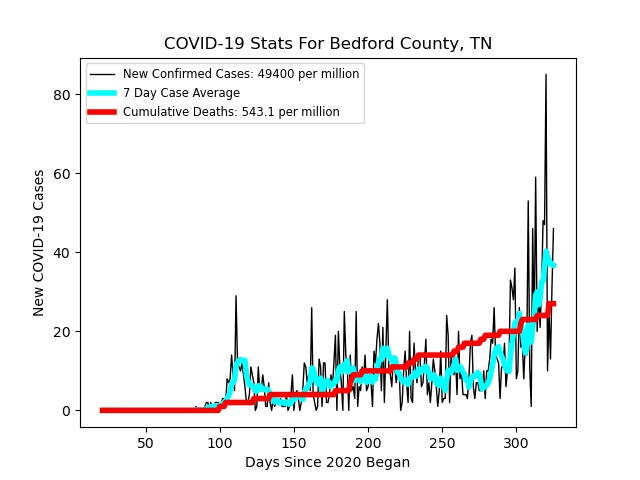 COVID-19 Stats For Bedford County, TN
New Confirmed Cases: 49400 per million
7 Day Case Average
Cumulative Deaths: 543.1 per million
New COVID-19 Cases
80
60
40
20
0
50 100 150 200 250 300
Days Since 2020 Began